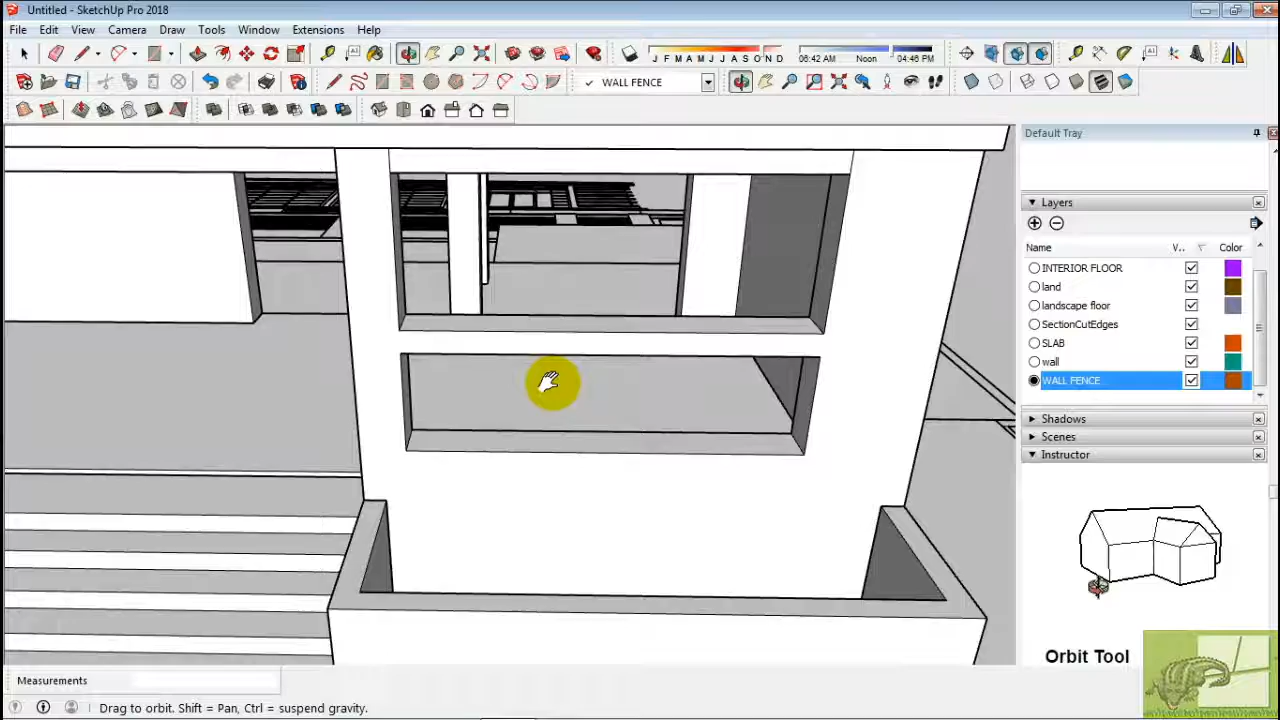 Untitled - SketchUp Pro 2018
File Edit View Camera Draw Tools Window Extensions Help
J F M A M J J A S O N D
06:42 AM Noon 04:46 PM
WALL FENCE
Default Tray
Layers
Name V.. Color
INTERIOR FLOOR
land
landscape floor
SectionCutEdges
SLAB
wall
WALL FENCE
Shadows
Scenes
Instructor
Orbit Tool
Measurements
Drag to orbit. Shift = Pan, Ctrl = suspend gravity.